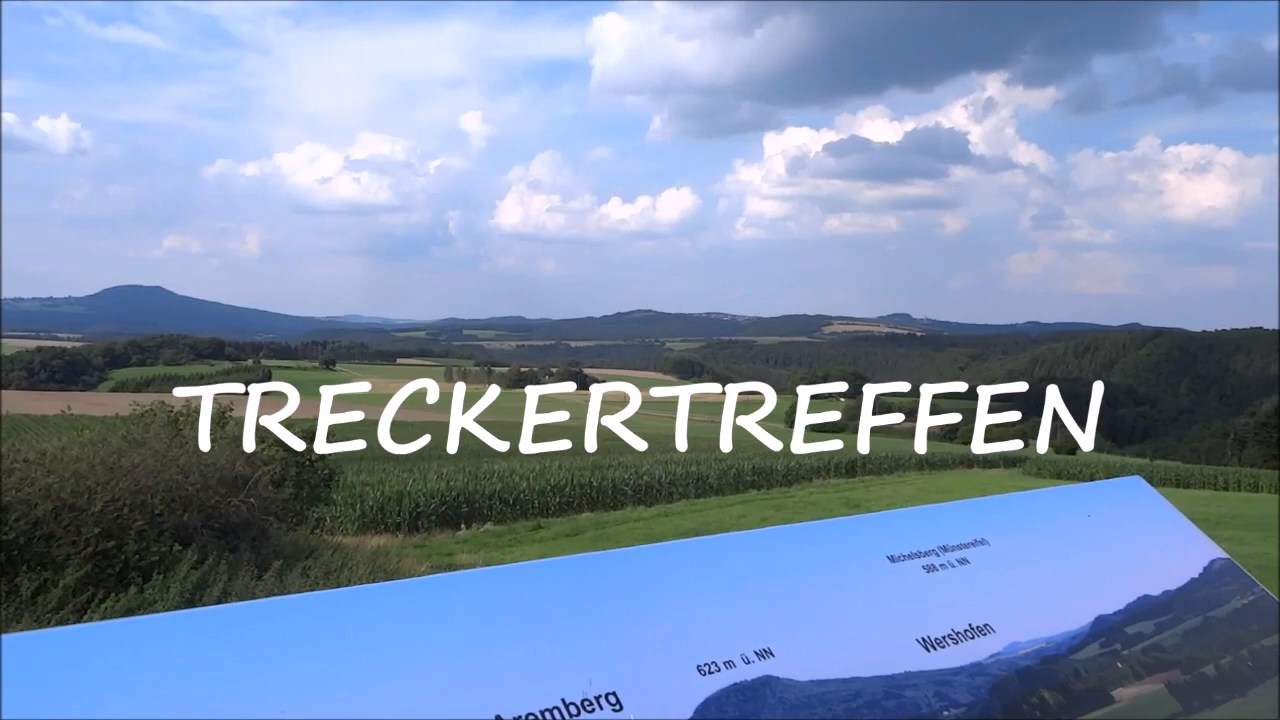 TRECKERTREFFEN
Michelsberg (Münstereifel)
588 m ü. NN
Wershofen
623 m ü. NN
Aremberg